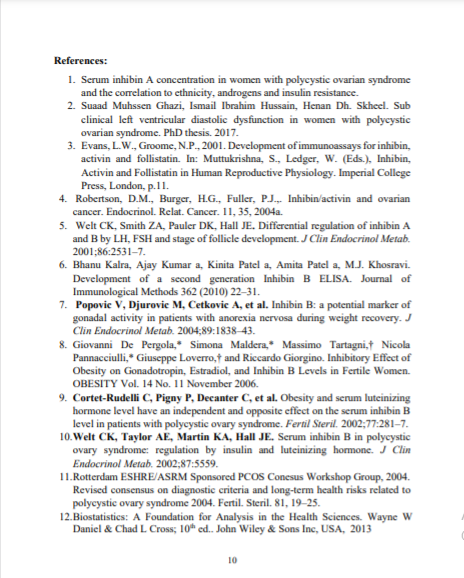 References:
1. Serum inhibin A concentration in women with polycystic ovarian syndrome
and the correlation to ethnicity, androgens and insulin resistance.
2. Suaad Muhssen Ghazi, Ismail Ibrahim Hussain, Henan Dh. Skheel. Sub
clinical left ventricular diastolic dysfunction in women with polycystic
ovarian syndrome. PhD thesis. 2017.
3. Evans, L.W., Groome, N.P., 2001. Development of immunoassays for inhibin,
activin and follistatin. In: Muttukrishna, S., Ledger, W. (Eds.), Inhibin,
Activin and Follistatin in Human Reproductive Physiology. Imperial College
Press, London, p.11.
4. Robertson, D.M., Burger, H.G., Fuller, P.J.,. Inhibin/activin and ovarian
cancer. Endocrinol. Relat. Cancer. 11, 35, 2004a.
5. Welt CK, Smith ZA, Pauler DK, Hall JE. Differential regulation of inhibin A
and B by LH, FSH and stage of follicle development. J Clin Endocrinol Metab.
2001;86:2531–7.
6. Bhanu Kalra, Ajay Kumar a, Kinita Patel a, Amita Patel a, M.J. Khosravi.
Development of a second generation Inhibin B ELISA. Journal of
Immunological Methods 362 (2010) 22–31.
7. Popovic V, Djurovic M, Cetkovic A, et al. Inhibin B: a potential marker of
gonadal activity in patients with anorexia nervosa during weight recovery. J
Clin Endocrinol Metab. 2004;89:1838–43.
8. Giovanni De Pergola,* Simona Maldera,* Massimo Tartagni,† Nicola
Pannacciulli,* Giuseppe Loverro,† and Riccardo Giorgino. Inhibitory Effect of
Obesity on Gonadotropin, Estradiol, and Inhibin B Levels in Fertile Women.
OBESITY Vol. 14 No. 11 November 2006.
9. Cortet-Rudelli C, Pigny P, Decanter C, et al. Obesity and serum luteinizing
hormone level have an independent and opposite effect on the serum inhibin B
level in patients with polycystic ovary syndrome. Fertil Steril. 2002;77:281–7.
10.Welt CK, Taylor AE, Martin KA, Hall JE. Serum inhibin B in polycystic
ovary syndrome: regulation by insulin and luteinizing hormone. J Clin
Endocrinol Metab. 2002;87:5559.
11.Rotterdam ESHRE/ASRM Sponsored PCOS Conesus Workshop Group, 2004.
Revised consensus on diagnostic criteria and long-term health risks related to
polycystic ovary syndrome 2004. Fertil. Steril. 81, 19–25.
12.Biostatistics: A Foundation for Analysis in the Health Sciences. Wayne W
Daniel & Chad L Cross; 10th ed.. John Wiley & Sons Inc, USA, 2013
10